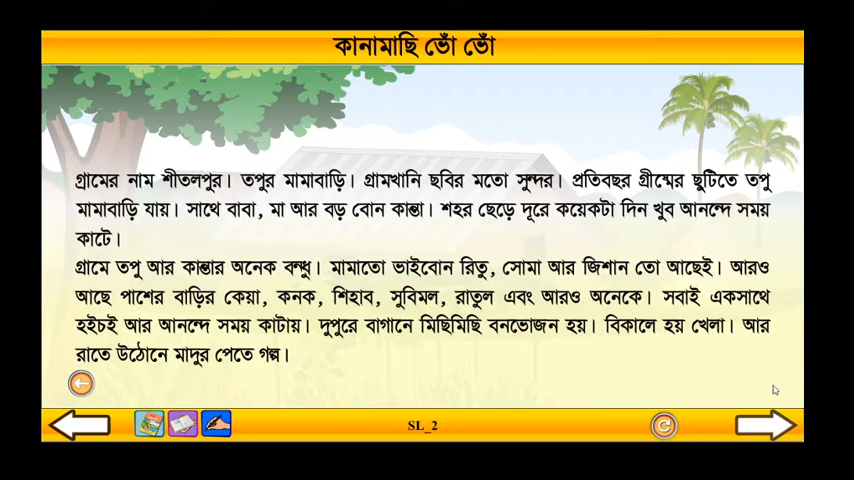 কানামাছি ভোঁ ভোঁ
গ্রামের নাম শীতলপুর। তপুর মামাবাড়ি। গ্রামখানি ছবির মতো সুন্দর। প্রতিবছর গ্রীষ্মের ছুটিতে তপু
মামাবাড়ি যায়। সাথে বাবা, মা আর বড় বোন কান্তা। শহর ছেড়ে দূরে কয়েকটা দিন খুব আনন্দে সময়
কাটে।
গ্রামে তপু আর কান্তার অনেক বন্ধু। মামাতো ভাইবোন রিতু, সোমা আর জিশান তো আছেই। আরও
আছে পাশের বাড়ির কেয়া, কনক, শিহাব, সুবিমল, রাতুল এবং আরও অনেকে। সবাই একসাথে
হইচই আর আনন্দে সময় কাটায়। দুপুরে বাগানে মিছিমিছি বনভোজন হয়। বিকালে হয় খেলা। আর
রাতে উঠোনে মাদুর পেতে গল্প।
SL_2